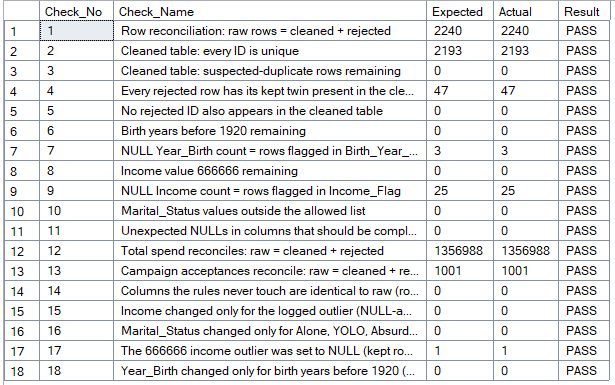 Check_No Check_Name Expected Actual Result
1 1 Row reconciliation: raw rows = cleaned + rejected 2240 2240 PASS
2 2 Cleaned table: every ID is unique 2193 2193 PASS
3 3 Cleaned table: suspected-duplicate rows remaining 0 0 PASS
4 4 Every rejected row has its kept twin present in the cle... 47 47 PASS
5 5 No rejected ID also appears in the cleaned table 0 0 PASS
6 6 Birth years before 1920 remaining 0 0 PASS
7 7 NULL Year_Birth count = rows flagged in Birth_Year_... 3 3 PASS
8 8 Income value 666666 remaining 0 0 PASS
9 9 NULL Income count = rows flagged in Income_Flag 25 25 PASS
10 10 Marital_Status values outside the allowed list 0 0 PASS
11 11 Unexpected NULLs in columns that should be compl... 0 0 PASS
12 12 Total spend reconciles: raw = cleaned + rejected 1356988 1356988 PASS
13 13 Campaign acceptances reconcile: raw = cleaned + re... 1001 1001 PASS
14 14 Columns the rules never touch are identical to raw (ro... 0 0 PASS
15 15 Income changed only for the logged outlier (NULL-a... 0 0 PASS
16 16 Marital_Status changed only for Alone, YOLO, Absurd... 0 0 PASS
17 17 The 666666 income outlier was set to NULL (kept ro... 1 1 PASS
18 18 Year_Birth changed only for birth years before 1920 (... 0 0 PASS